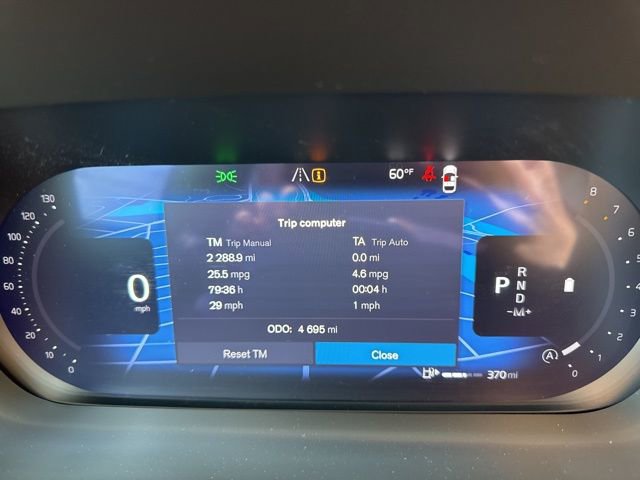 60°F
130
120
100
80
60
40
20
10
0
0
mph
Trip computer
TM Trip Manual
TA Trip Auto
2 288.9 mi
0.0 mi
25.5 mpg
4.6 mpg
79:36 h
00:04 h
29 mph
1 mph
ODO: 4 695 mi
Reset TM
Close
P
R
N
D
-M+
8
7
6
5
4
3
2
1
0
A
370 mi